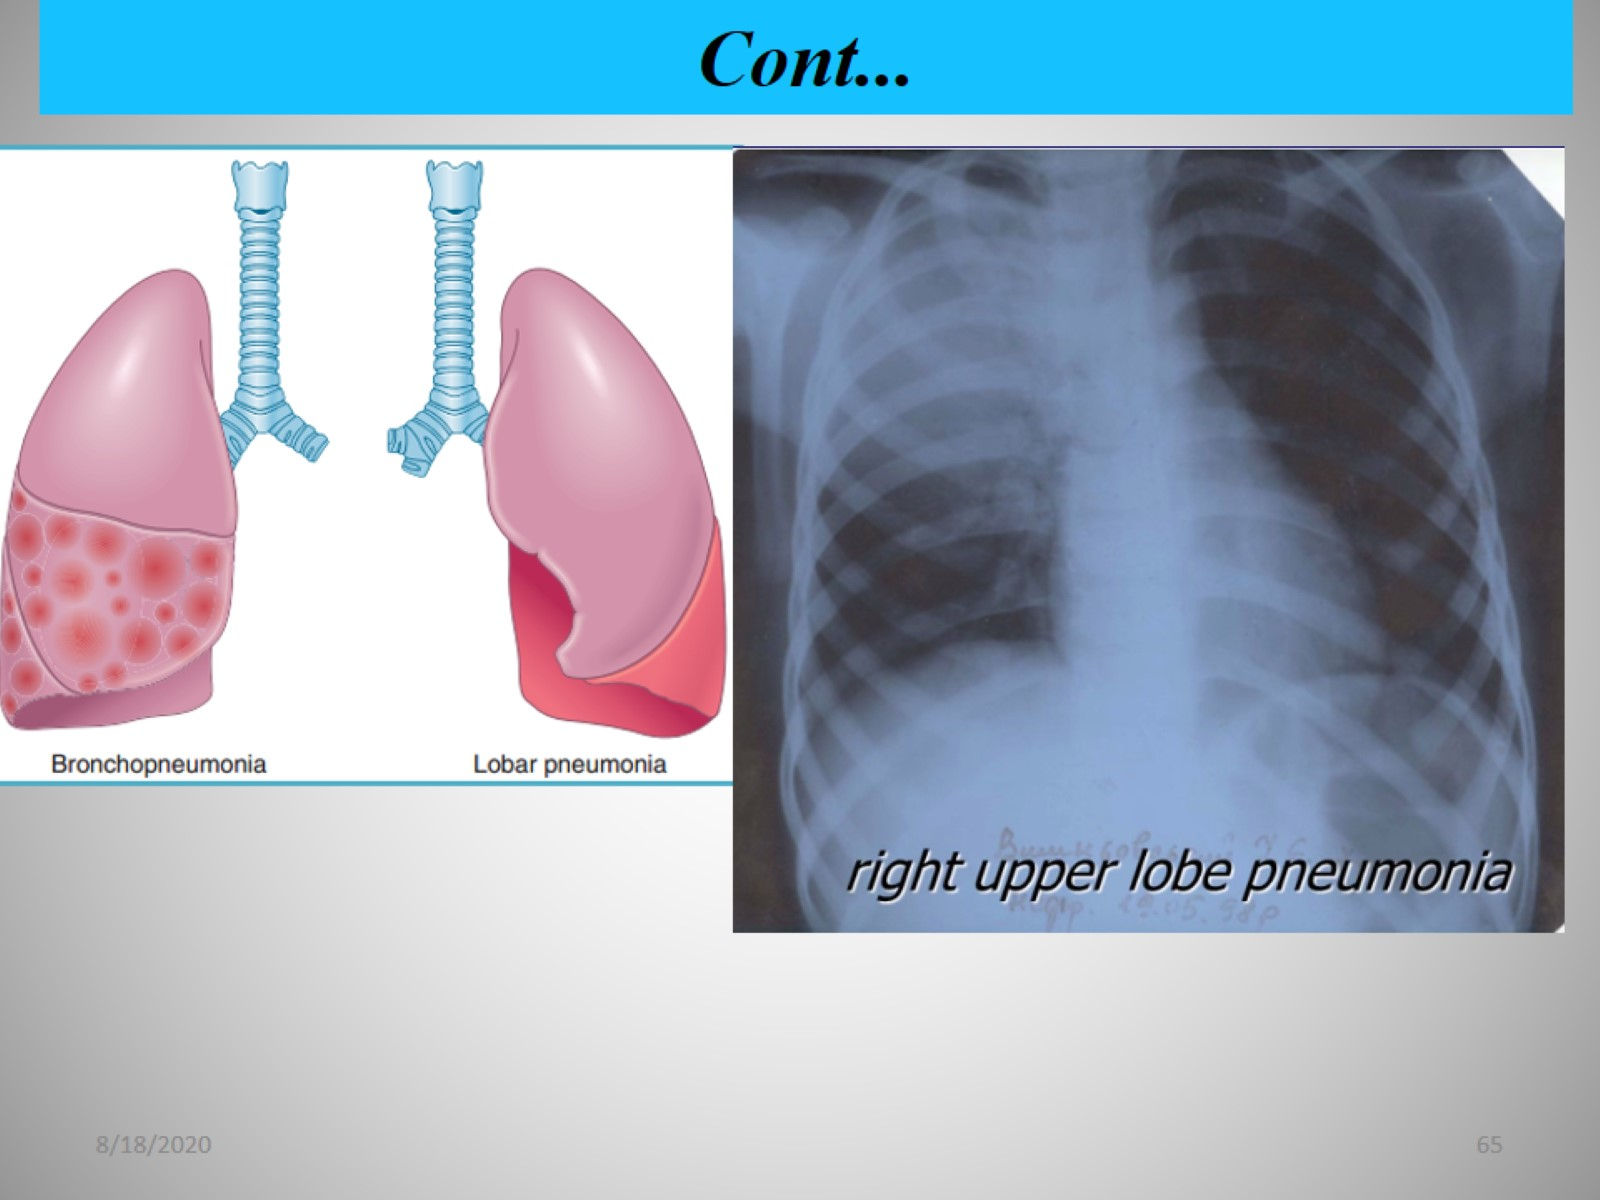 Cont...
Bronchopneumonia
Lobar pneumonia
right upper lobe pneumonia
8/18/2020
65